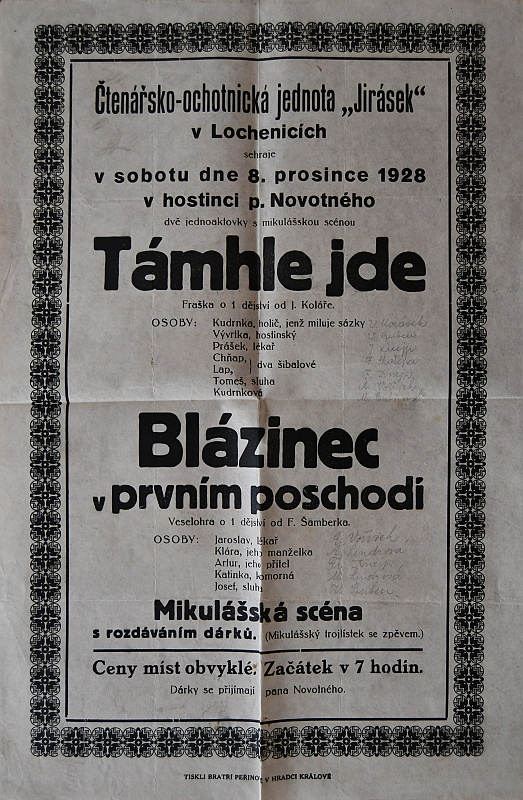 Čtenářsko-ochotnická jednota „Jirásek“
v Lochenicích
sehraje
v sobotu dne 8. prosince 1928
v hostinci p. Novotného
dvě jednoaktovky s mikulášskou scénou
Támhle jde
Fraška o 1 dějství od J. Koláře.
OSOBY: Kudrnka, holič, jenž miluje sázky
Vývrtka, hostinský
Prášek, lékař
Chňap,
Lap, } dva šibalové
Tomeš, sluha
Kudrnková
Blázinec
v prvním poschodí
Veselohra o 1 dějství od F. Šamberka.
OSOBY: Jaroslav, lékař
Klára, jeho manželka
Artur, jeho přítel
Katinka, komorná
Josef, sluha
Mikulášská scéna
s rozdáváním dárků. (Mikulášský trojlístek se zpěvem.)
Ceny míst obvyklé. Začátek v 7 hodin.
Dárky se přijímají pana Novotného.
TISKLI BRATŘI PEŘINOVÉ V HRADCI KRÁLOVÉ